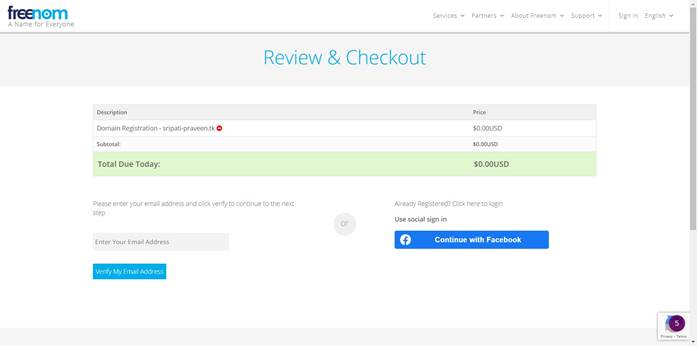 freenom
A Name for Everyone
Services Partners About Freenom Support Sign in English
Review & Checkout
Description Price
Domain Registration - sripati-praveen.tk $0.00USD
Subtotal: $0.00USD
Total Due Today: $0.00USD
Please enter your email address and click verify to continue to the next
step
Enter Your Email Address
Verify My Email Address
or
Already Registered? Click here to login
Use social sign in
Continue with Facebook
5
Privacy - Terms